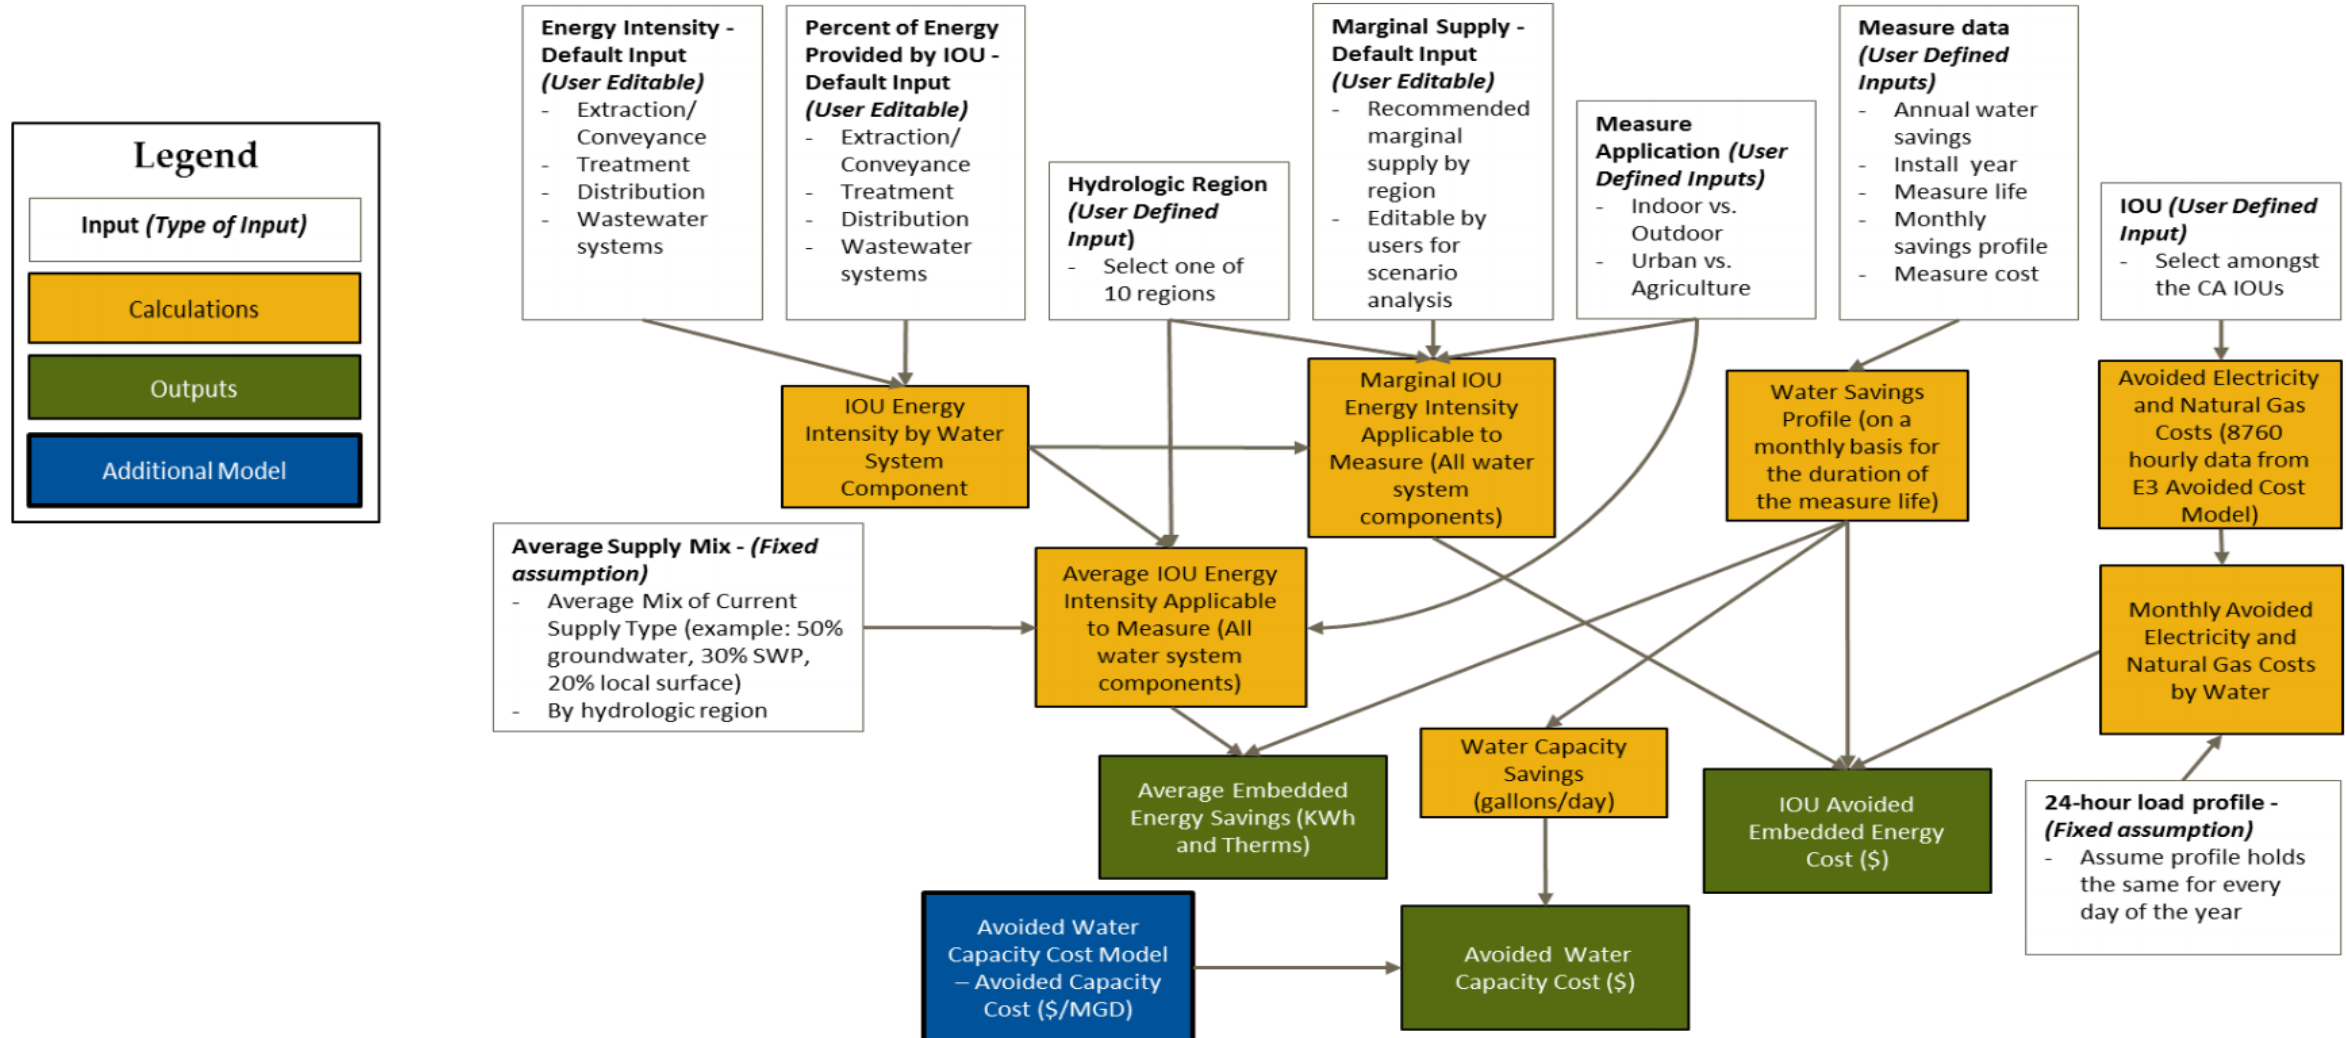 Legend
Input (Type of Input)
Calculations
Outputs
Additional Model
Energy Intensity -
Default Input
(User Editable)
- Extraction/
Conveyance
- Treatment
- Distribution
- Wastewater
systems
Percent of Energy
Provided by IOU -
Default Input
(User Editable)
- Extraction/
Conveyance
- Treatment
- Distribution
- Wastewater
systems
Hydrologic Region
(User Defined
Input)
- Select one of
10 regions
Marginal Supply -
Default Input
(User Editable)
- Recommended
marginal
supply by
region
- Editable by
users for
scenario
analysis
Measure
Application (User
Defined Inputs)
- Indoor vs.
Outdoor
- Urban vs.
Agriculture
Measure data
(User Defined
Inputs)
- Annual water
savings
- Install year
- Measure life
- Monthly
savings profile
- Measure cost
IOU (User Defined
Input)
- Select amongst
the CA IOUs
IOU Energy
Intensity by Water
System
Component
Marginal IOU
Energy Intensity
Applicable to
Measure (All water
system
components)
Water Savings
Profile (on a
monthly basis for
the duration of
the measure life)
Avoided Electricity
and Natural Gas
Costs (8760
hourly data from
E3 Avoided Cost
Model)
Average Supply Mix - (Fixed
assumption)
- Average Mix of Current
Supply Type (example: 50%
groundwater, 30% SWP,
20% local surface)
- By hydrologic region
Average IOU Energy
Intensity Applicable
to Measure (All
water system
components)
Monthly Avoided
Electricity and
Natural Gas Costs
by Water
Average Embedded
Energy Savings (KWh
and Therms)
Water Capacity
Savings
(gallons/day)
IOU Avoided
Embedded Energy
Cost ($)
24-hour load profile -
(Fixed assumption)
- Assume profile holds
the same for every
day of the year
Avoided Water
Capacity Cost Model
– Avoided Capacity
Cost ($/MGD)
Avoided Water
Capacity Cost ($)